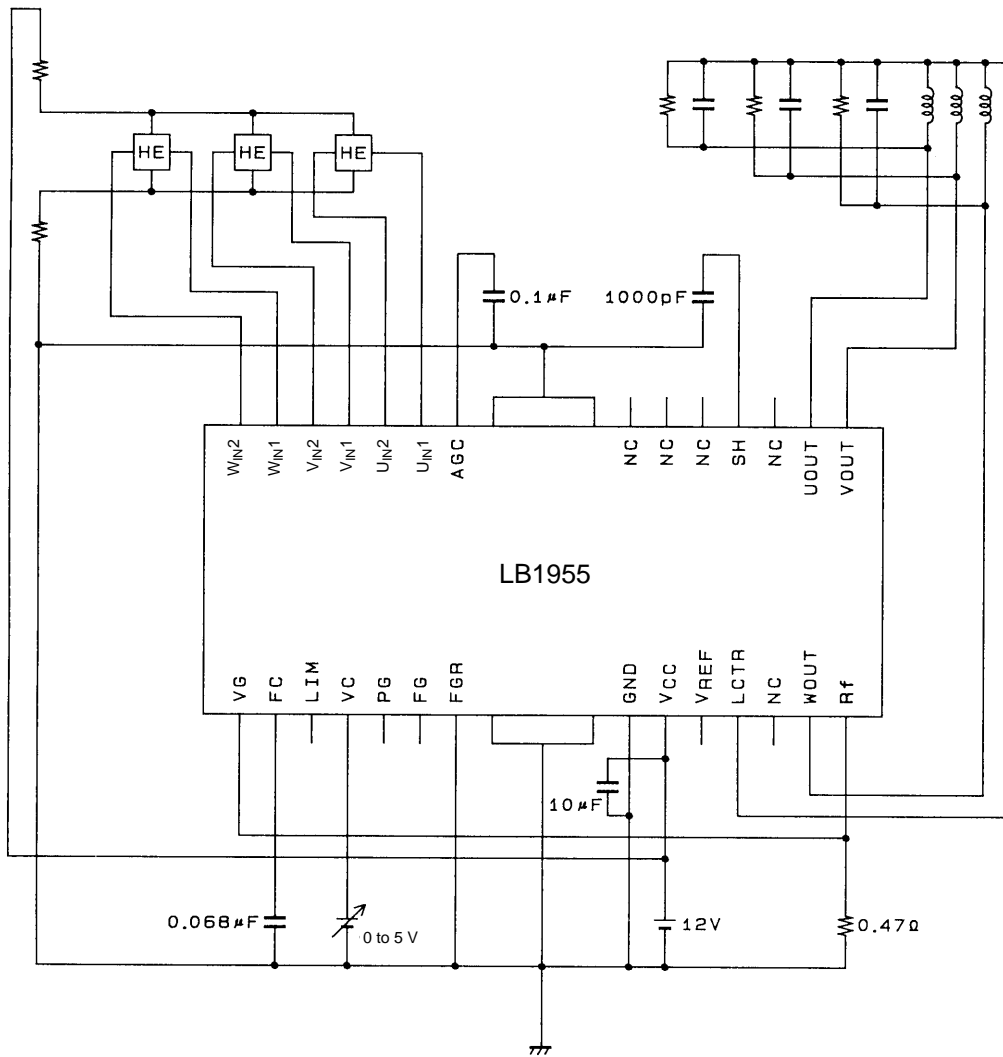 HE HE HE
0.1μF 1000pF
WIN2 WIN1 VIN2 VIN1 UIN2 UIN1 AGC NC NC NC SH NC UOUT VOUT
LB1955
VG FC LIM VC PG FG FGR GND VCC VREF LCTR NC WOUT Rf
10μF
0.068μF 0 to 5 V 12V 0.47Ω